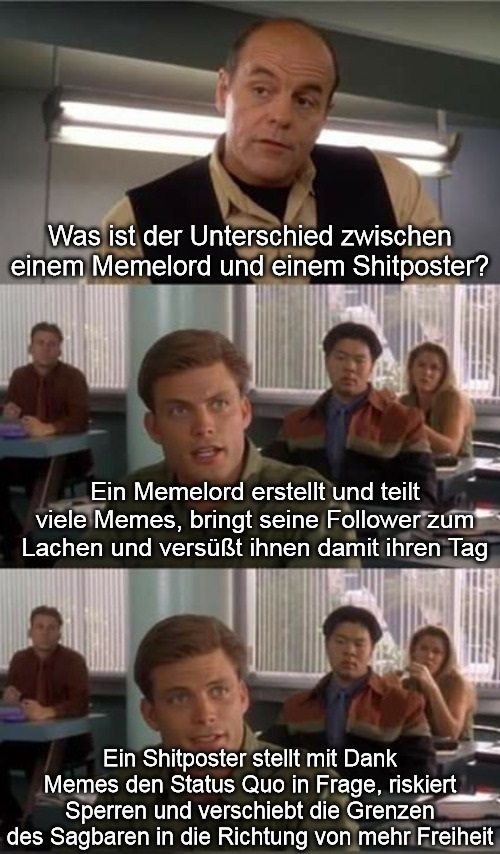 Was ist der Unterschied zwischen
einem Memelord und einem Shitposter?
Ein Memelord erstellt und teilt
viele Memes, bringt seine Follower zum
Lachen und versüßt ihnen damit ihren Tag
Ein Shitposter stellt mit Dank
Memes den Status Quo in Frage, riskiert
Sperren und verschiebt die Grenzen
des Sagbaren in die Richtung von mehr Freiheit